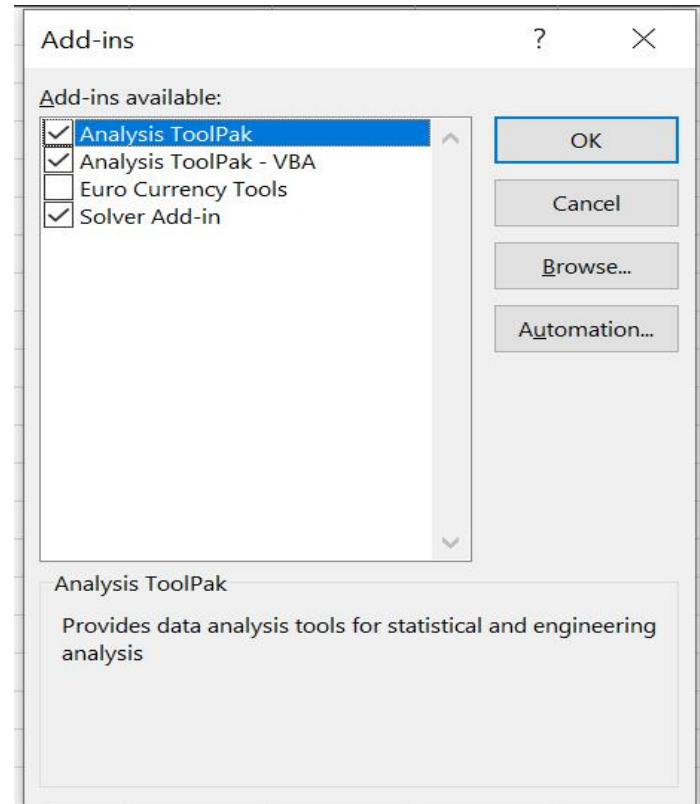 Add-ins
?
Add-ins available:
Analysis ToolPak
Analysis ToolPak - VBA
Euro Currency Tools
Solver Add-in
OK
Cancel
Browse...
Automation...
Analysis ToolPak
Provides data analysis tools for statistical and engineering
analysis